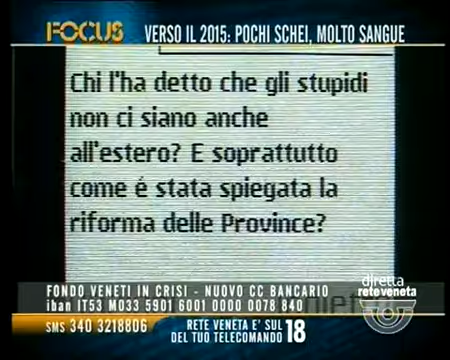 FOCUS
VERSO IL 2015: POCHI SCHEI, MOLTO SANGUE
Chi l'ha detto che gli stupidi
non ci siano anche
all'estero? E soprattutto
come é stata spiegata la
riforma delle Province?
diretta
reteveneta
FONDO VENETI IN CRISI - NUOVO CC BANCARIO
iban IT53 M033 5901 6001 0000 0078 840
SMS 340 3218806
RETE VENETA E' SUL
DEL TUO TELECOMANDO 18